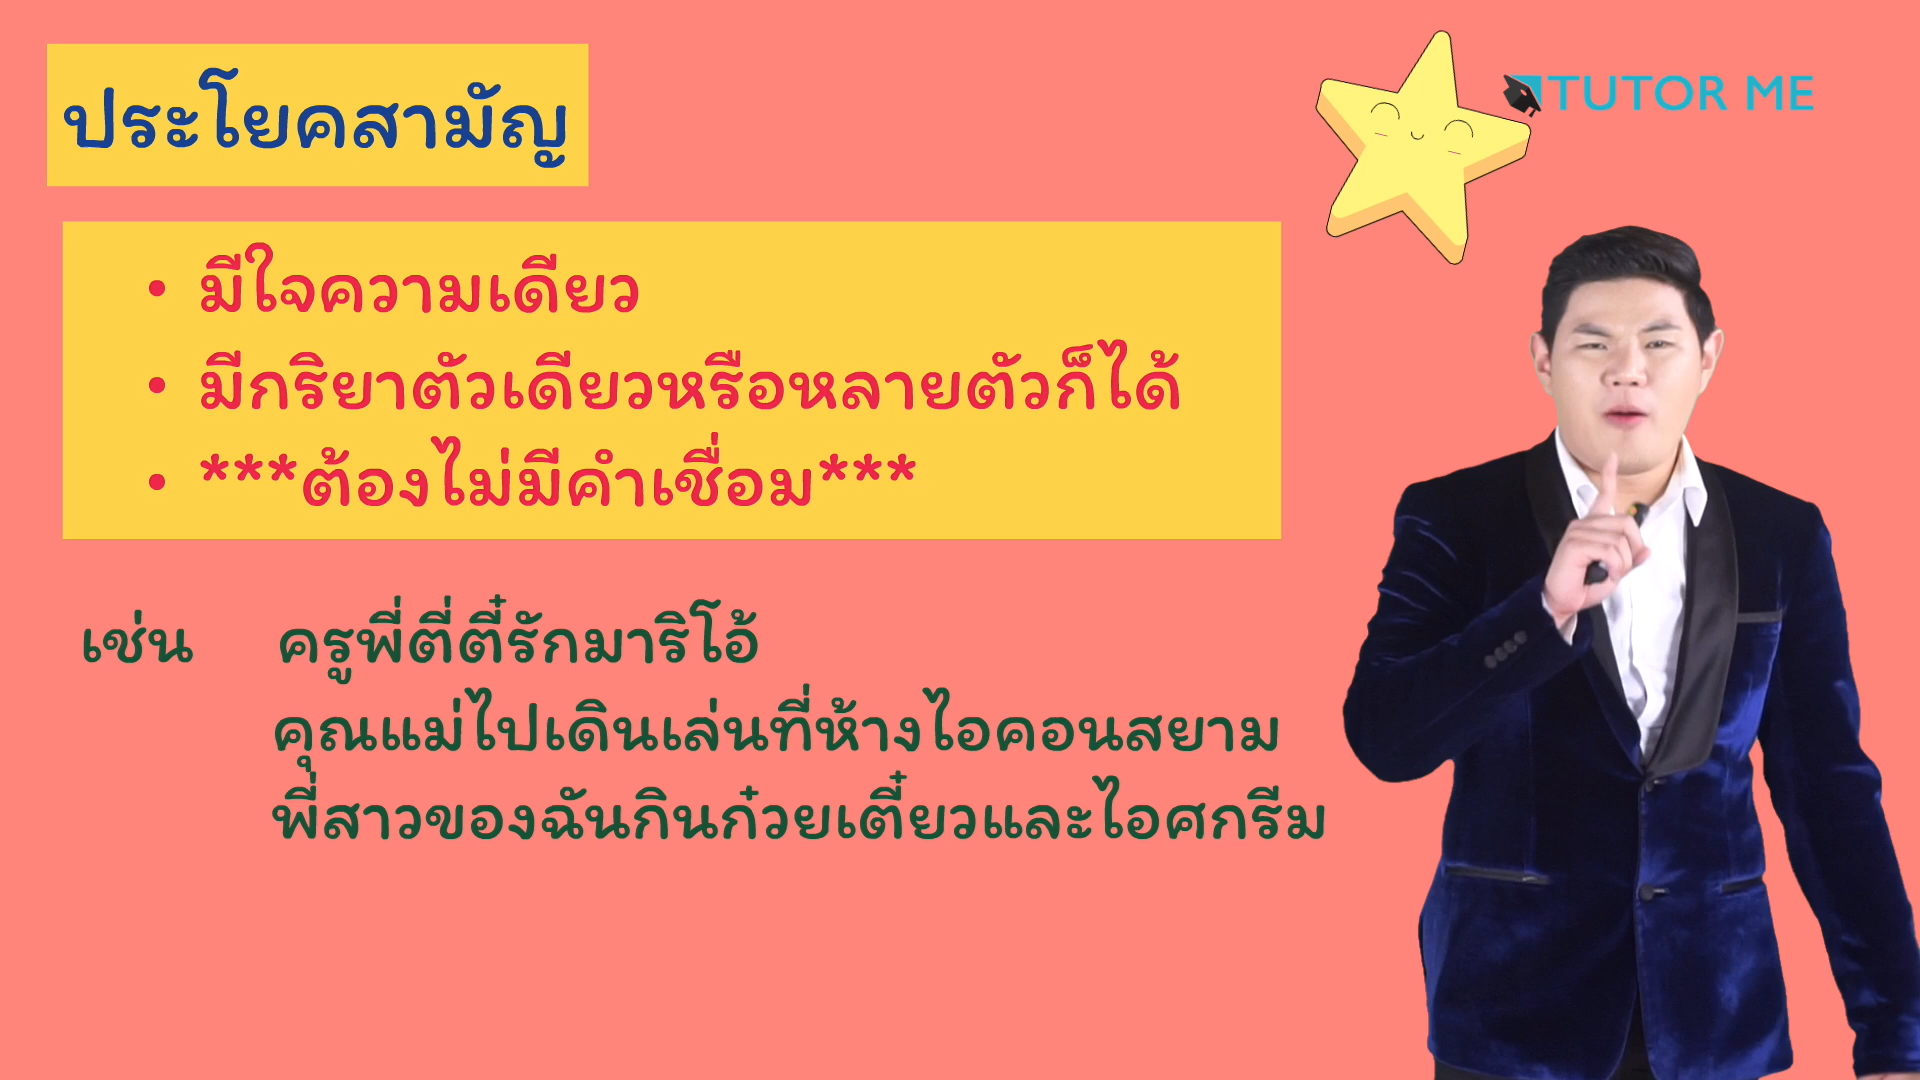 ประโยคสามัญ
TUTOR ME
• มีใจความเดียว
• มีกริยาตัวเดียวหรือหลายตัวก็ได้
• ***ต้องไม่มีคำเชื่อม***
เช่น ครูพี่ตี่ตี๋รักมาริโอ้
คุณแม่ไปเดินเล่นที่ห้างไอคอนสยาม
พี่สาวของฉันกินก๋วยเตี๋ยวและไอศกรีม